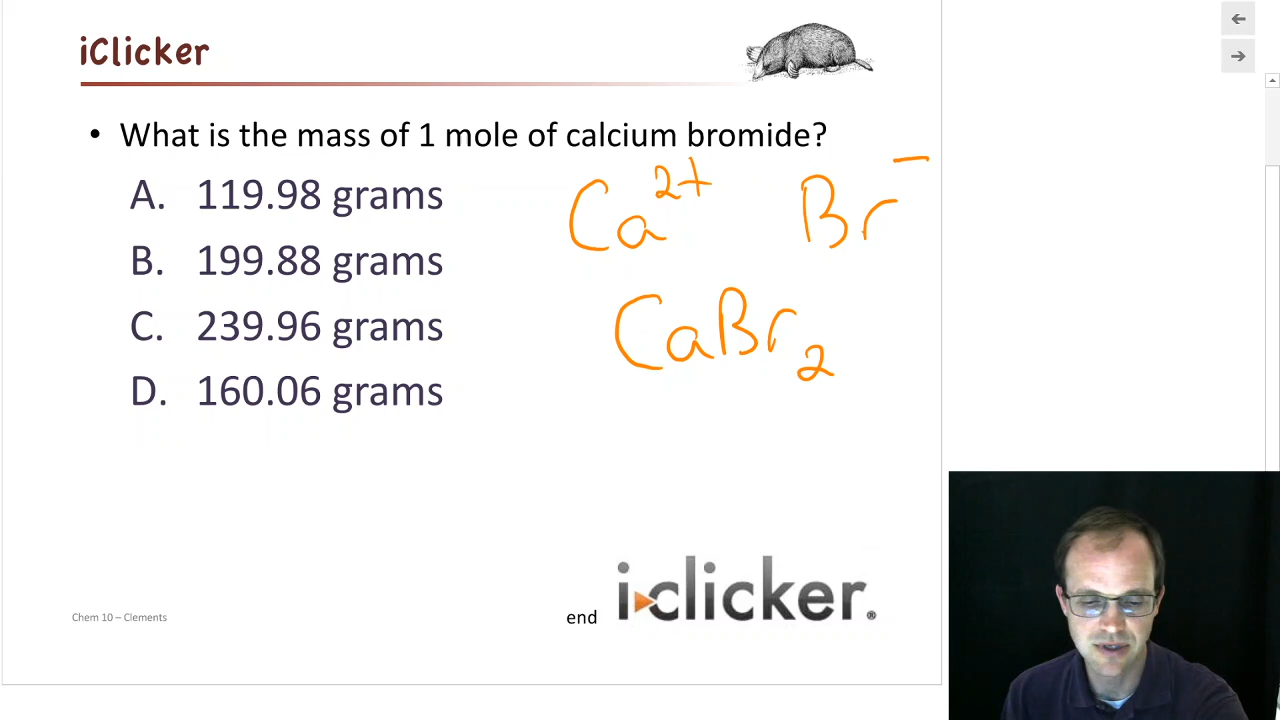 iClicker
• What is the mass of 1 mole of calcium bromide?
A. 119.98 grams
B. 199.88 grams
C. 239.96 grams
D. 160.06 grams
Ca2+ Br−
CaBr2
Chem 10 – Clements
end
i>clicker.®